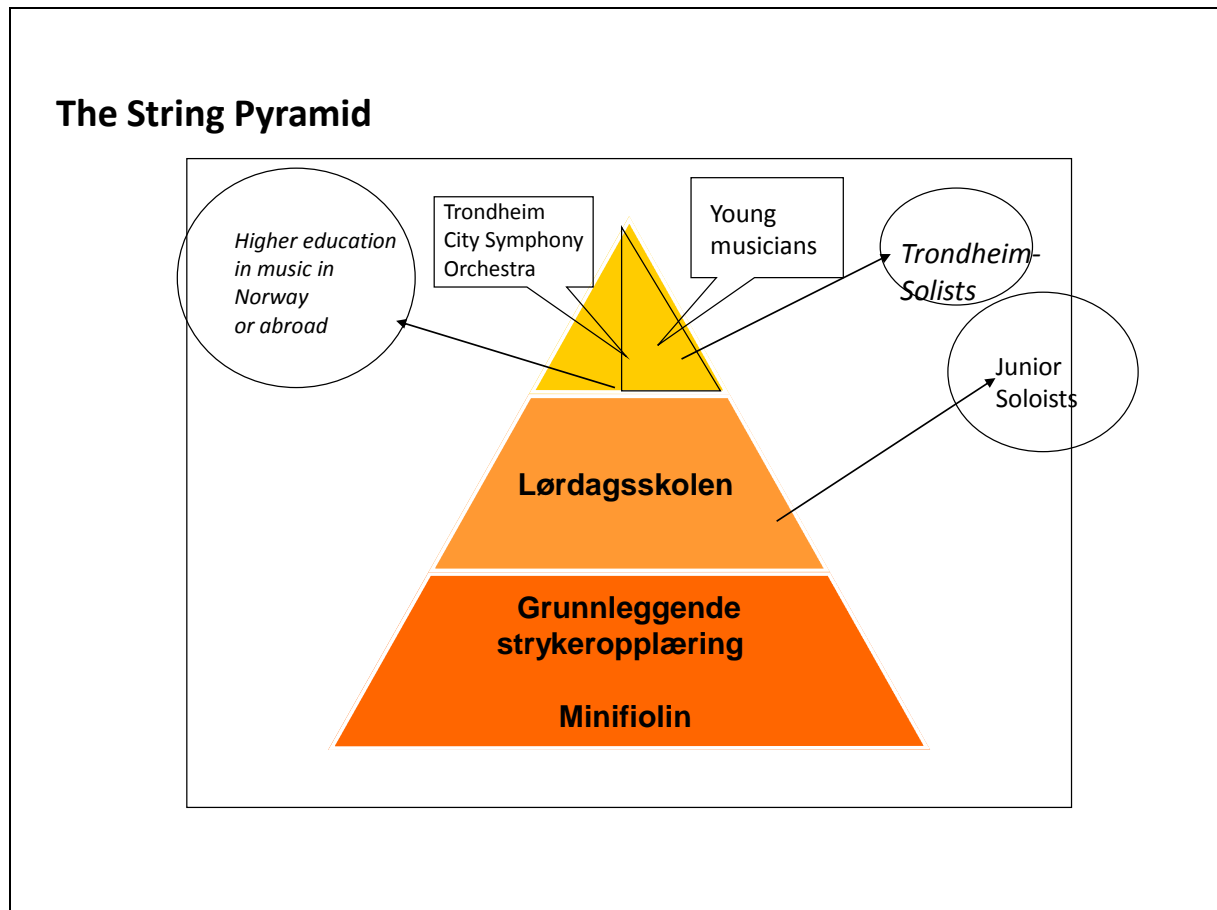 The String Pyramid
Higher education
in music in
Norway
or abroad
Trondheim
City Symphony
Orchestra
Young
musicians
Trondheim-
Solists
Junior
Soloists
Lørdagsskolen
Grunnleggende
strykeropplæring
Minifiolin